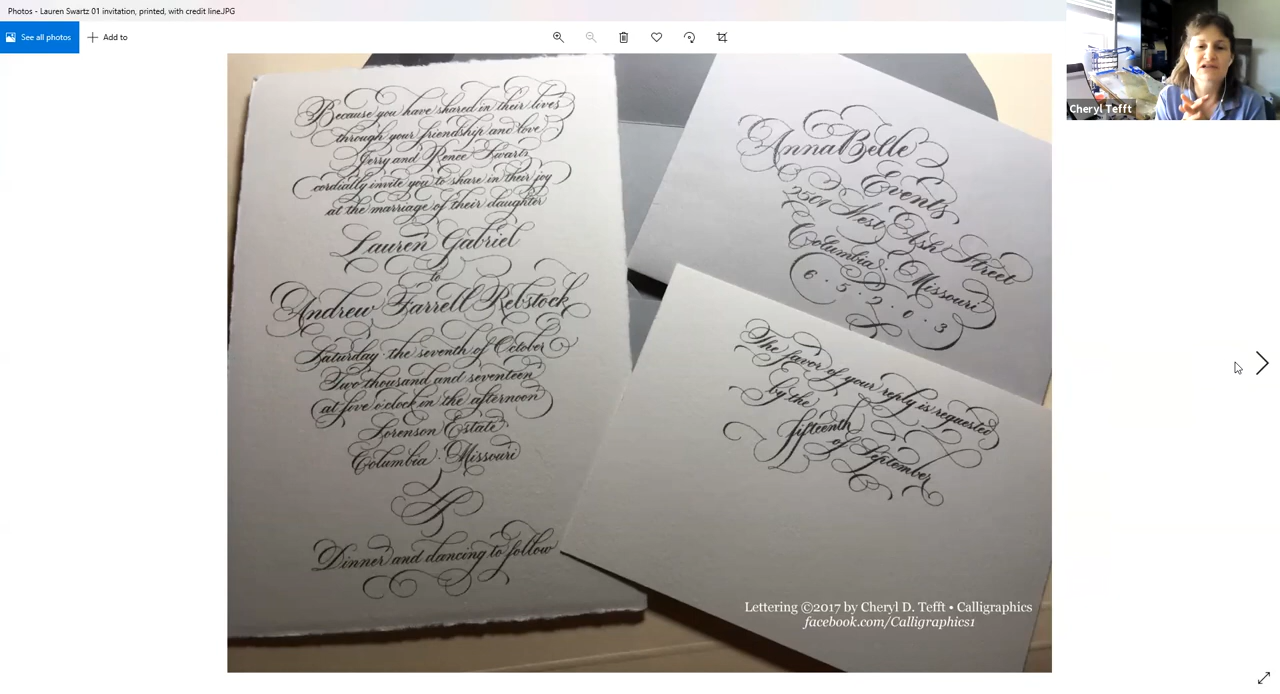 Photos - Lauren Swartz 01 invitation, printed, with credit line.JPG
See all photos
Add to
Cheryl Tefft
Because you have shared in their lives
through your friendship and love
Jerry and Renee Swartz
cordially invite you to share in their joy
at the marriage of their daughter
Lauren Gabriel
to
Andrew Farrell Rebstock
Saturday · the seventh of October
Two thousand and seventeen
at five o'clock in the afternoon
Sorenson Estate
Columbia · Missouri
Dinner and dancing to follow
AnnaBelle
Events
2501 West Ash Street
Columbia · Missouri
6 · 5 · 2 · 0 · 3
The favor of your reply is requested
by the
fifteenth
of September
Lettering ©2017 by Cheryl D. Tefft • Calligraphics
facebook.com/Calligraphics1